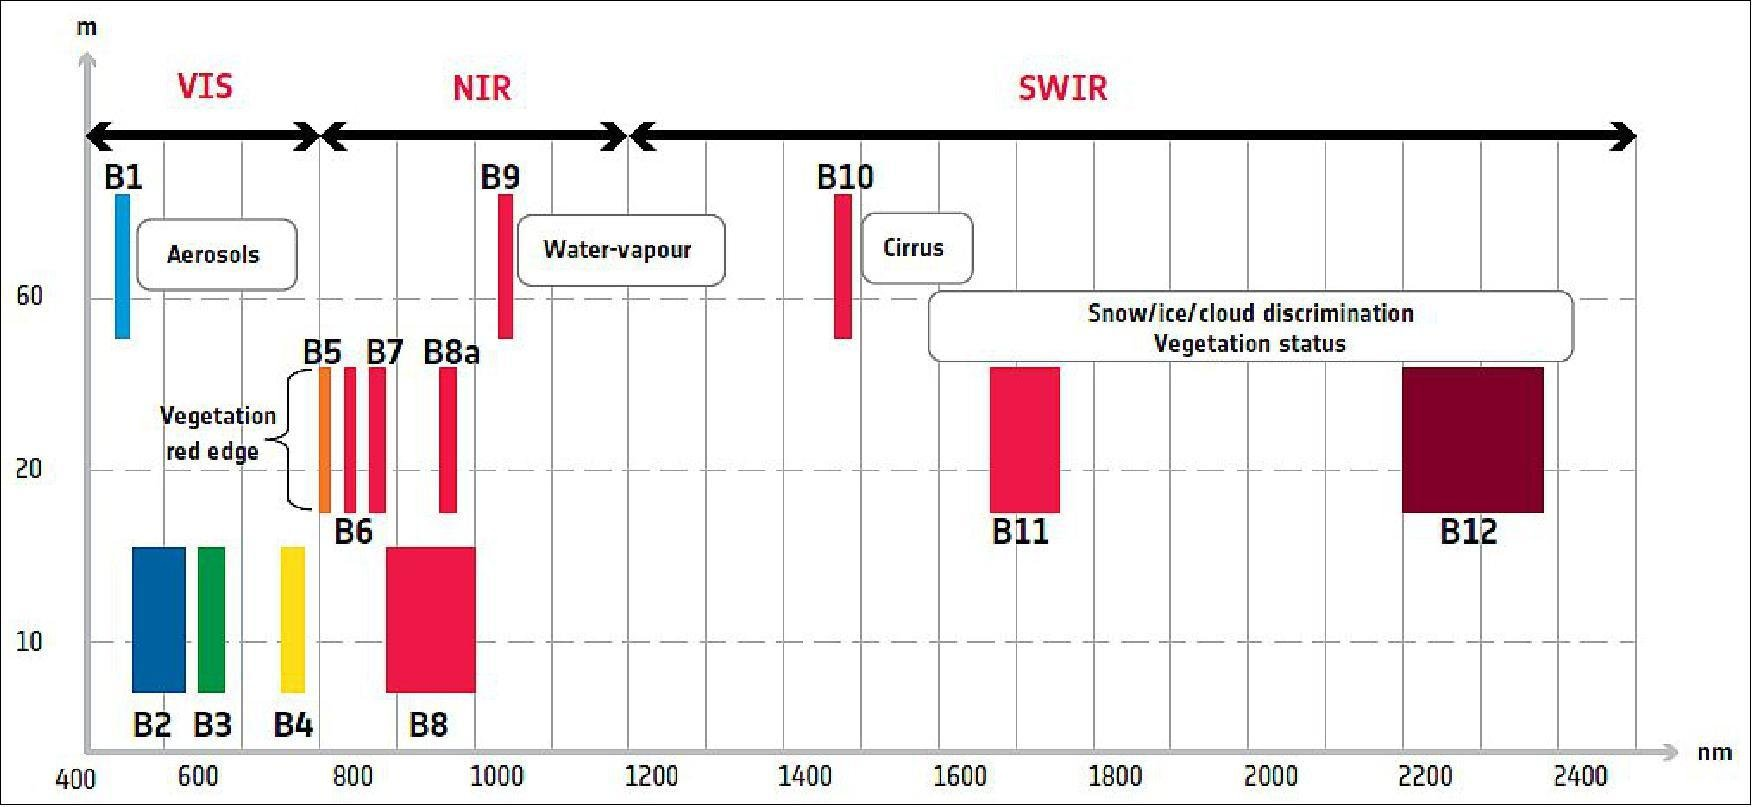 m
VIS
NIR
SWIR
B1
B9
B10
Aerosols
Water-vapour
Cirrus
60
Snow/ice/cloud discrimination
Vegetation status
B5
B7
B8a
Vegetation
red edge
20
B6
B11
B12
10
B2
B3
B4
B8
nm
400
600
800
1000
1200
1400
1600
1800
2000
2200
2400